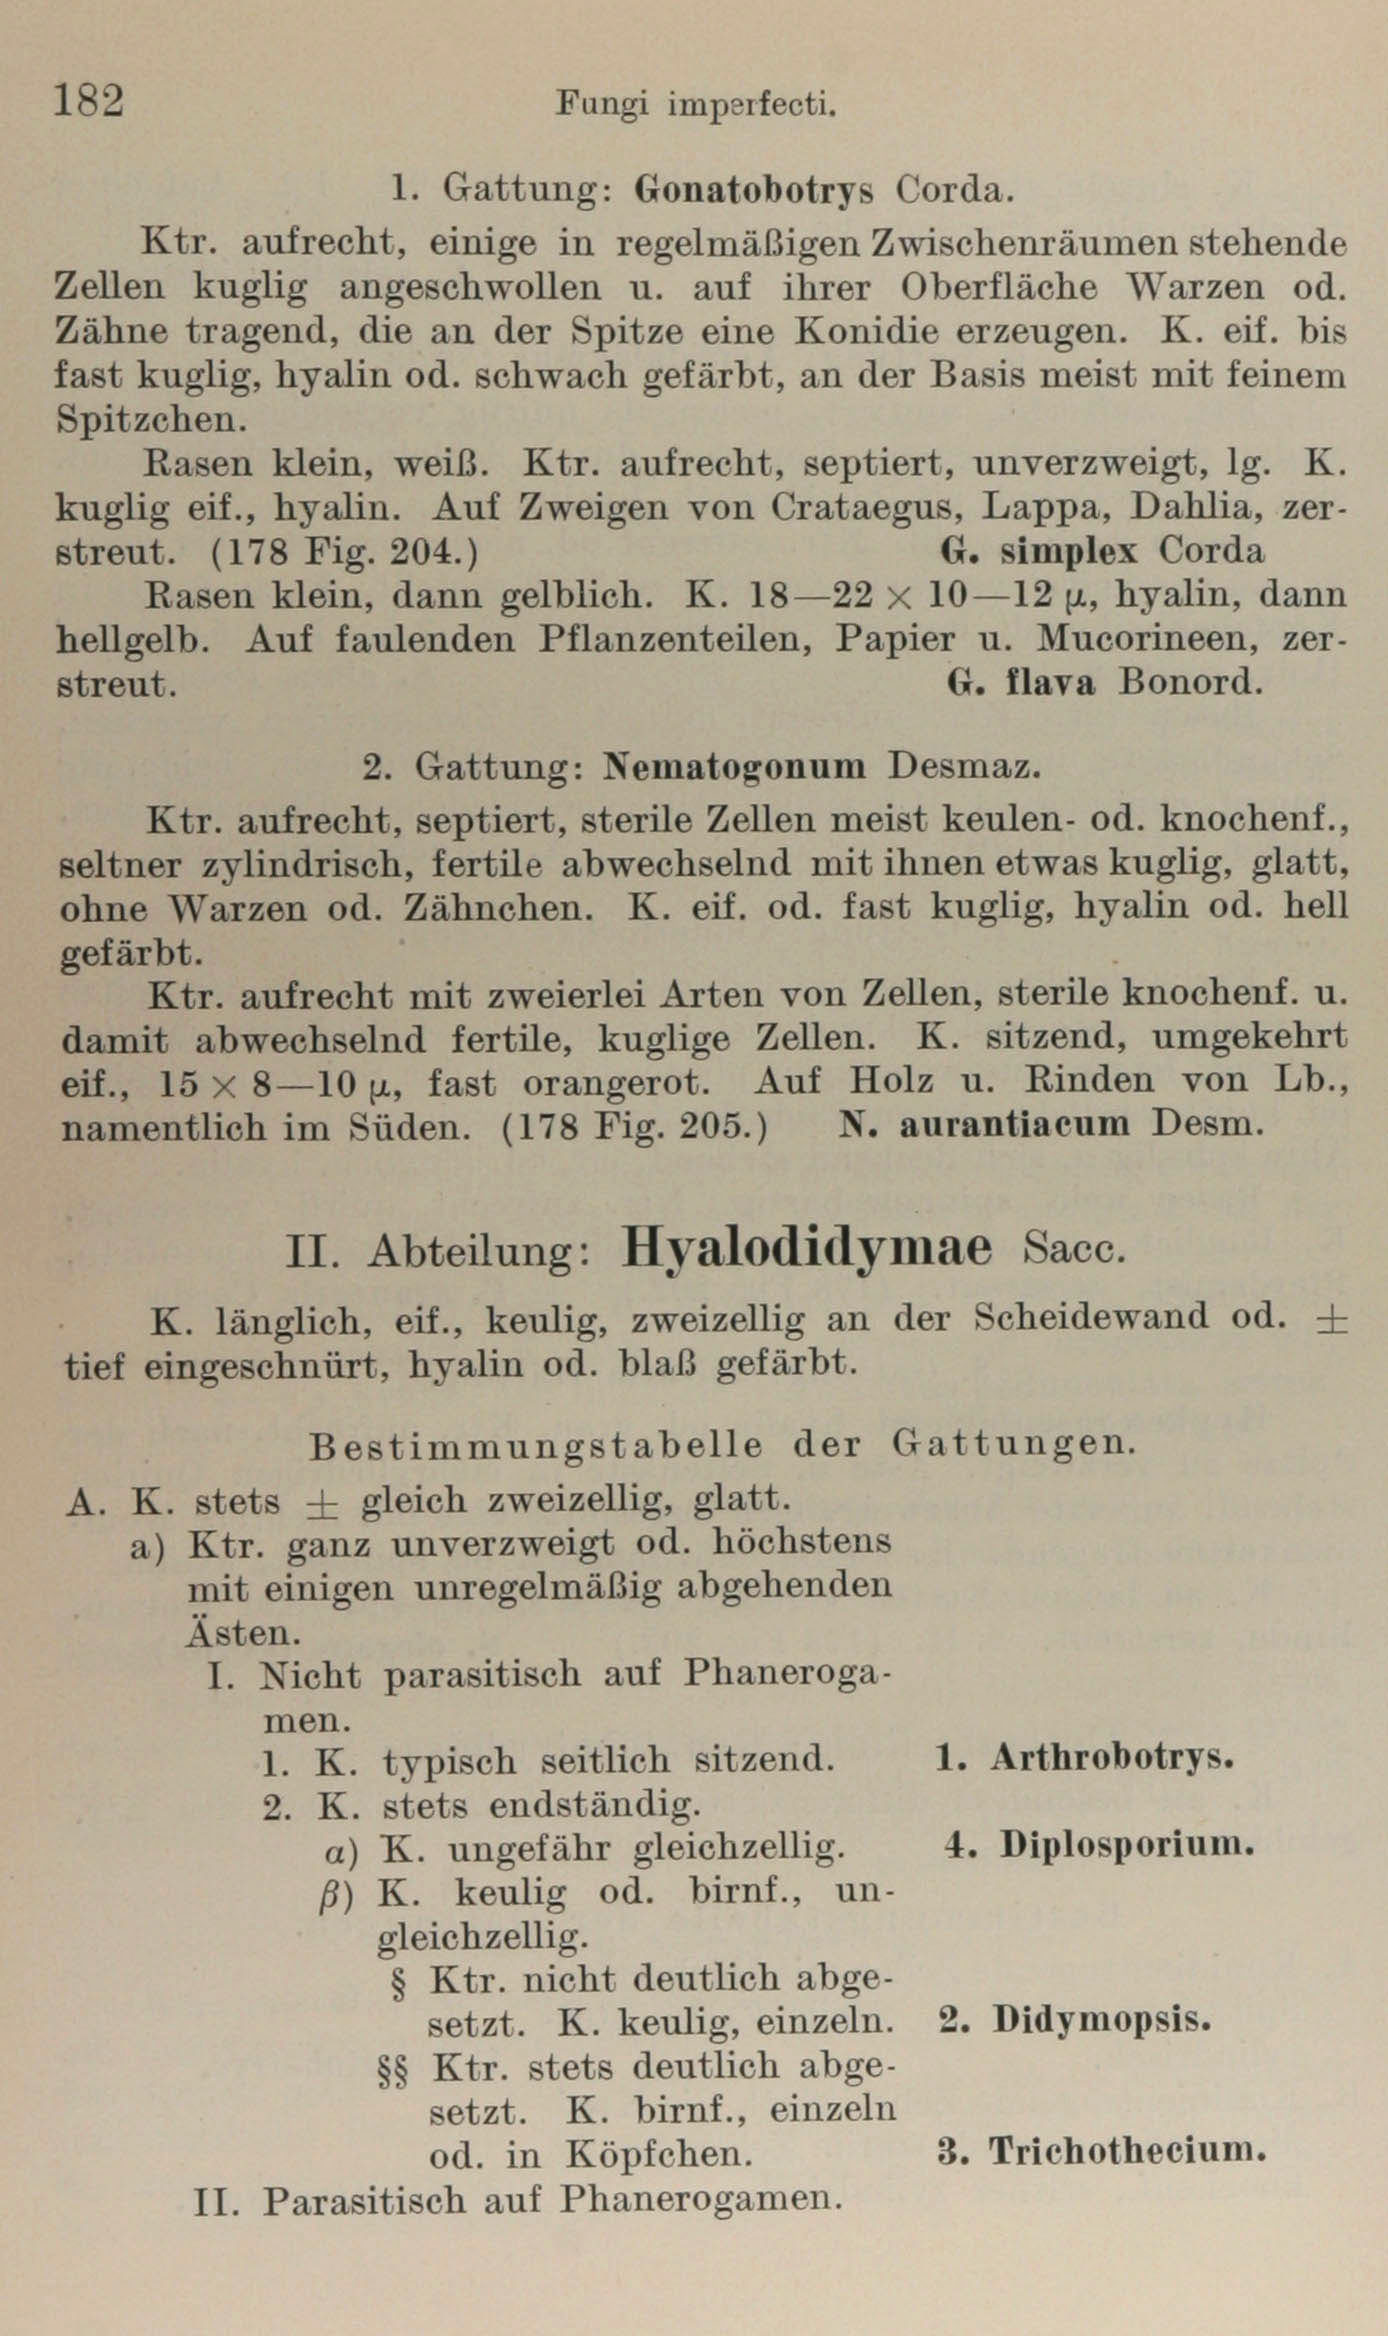 182 Fungi imperfecti.
1. Gattung: Gonatobotrys Corda.
Ktr. aufrecht, einige in regelmäßigen Zwischenräumen stehende
Zellen kuglig angeschwollen u. auf ihrer Oberfläche Warzen od.
Zähne tragend, die an der Spitze eine Konidie erzeugen. K. eif. bis
fast kuglig, hyalin od. schwach gefärbt, an der Basis meist mit feinem
Spitzchen.
Rasen klein, weiß. Ktr. aufrecht, septiert, unverzweigt, lg. K.
kuglig eif., hyalin. Auf Zweigen von Crataegus, Lappa, Dahlia, zer-
streut. (178 Fig. 204.) G. simplex Corda
Rasen klein, dann gelblich. K. 18—22 × 10—12 μ, hyalin, dann
hellgelb. Auf faulenden Pflanzenteilen, Papier u. Mucorineen, zer-
streut. G. flava Bonord.
2. Gattung: Nematogonum Desmaz.
Ktr. aufrecht, septiert, sterile Zellen meist keulen- od. knochenf.,
seltner zylindrisch, fertile abwechselnd mit ihnen etwas kuglig, glatt,
ohne Warzen od. Zähnchen. K. eif. od. fast kuglig, hyalin od. hell
gefärbt.
Ktr. aufrecht mit zweierlei Arten von Zellen, sterile knochenf. u.
damit abwechselnd fertile, kuglige Zellen. K. sitzend, umgekehrt
eif., 15 × 8—10 μ, fast orangerot. Auf Holz u. Rinden von Lb.,
namentlich im Süden. (178 Fig. 205.) N. aurantiacum Desm.
II. Abteilung: Hyalodidymae Sacc.
K. länglich, eif., keulig, zweizellig an der Scheidewand od. ±
tief eingeschnürt, hyalin od. blaß gefärbt.
Bestimmungstabelle der Gattungen.
A. K. stets ± gleich zweizellig, glatt.
a) Ktr. ganz unverzweigt od. höchstens
mit einigen unregelmäßig abgehenden
Ästen.
I. Nicht parasitisch auf Phaneroga-
men.
1. K. typisch seitlich sitzend. 1. Arthrobotrys.
2. K. stets endständig.
α) K. ungefähr gleichzellig. 4. Diplosporium.
β) K. keulig od. birnf., un-
gleichzellig.
§ Ktr. nicht deutlich abge-
setzt. K. keulig, einzeln. 2. Didymopsis.
§§ Ktr. stets deutlich abge-
setzt. K. birnf., einzeln
od. in Köpfchen. 3. Trichothecium.
II. Parasitisch auf Phanerogamen.